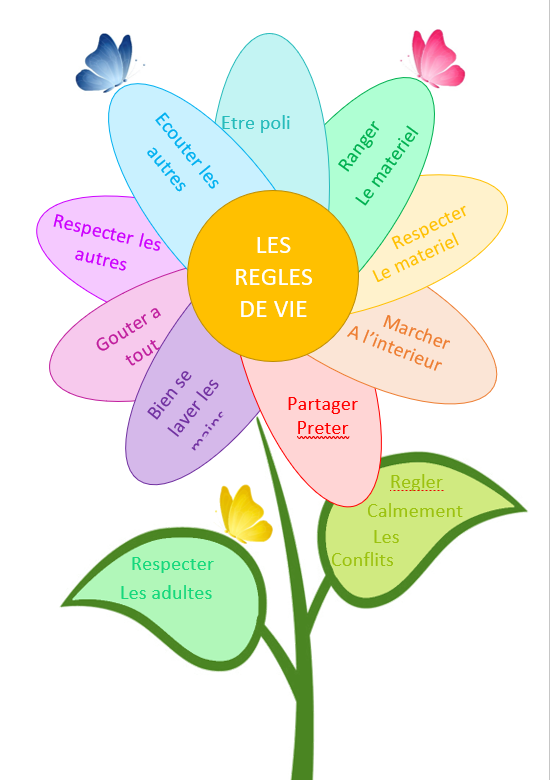 LES
REGLES
DE VIE
Etre poli
Ranger
Le materiel
Respecter
Le materiel
Marcher
A l’interieur
Partager
Preter
Bien se
laver les
mains
Gouter a
tout
Respecter les
autres
Ecouter les
autres
Regler
Calmement
Les
Conflits
Respecter
Les adultes